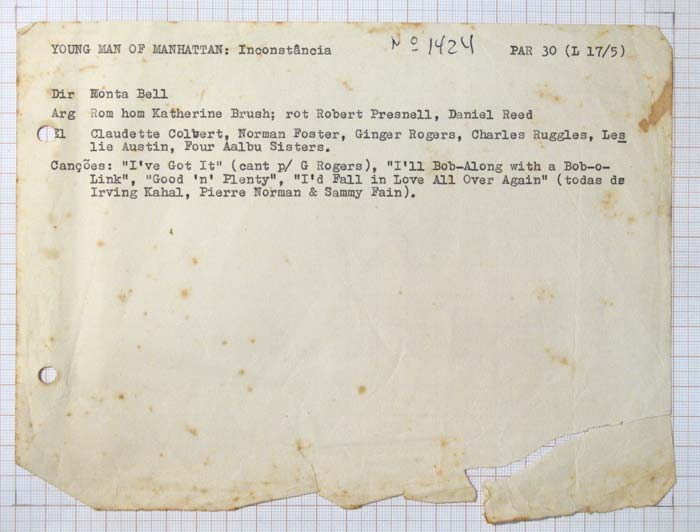 YOUNG MAN OF MANHATTAN: Inconstância Nº 1424 PAR 30 (L 17/5)
Dir Monta Bell
Arg Rom hom Katherine Brush; rot Robert Presnell, Daniel Reed
El Claudette Colbert, Norman Foster, Ginger Rogers, Charles Ruggles, Les
lie Austin, Four Aalbu Sisters.
Canções: "I've Got It" (cant p/ G Rogers), "I'll Bob-Along with a Bob-o-
Link", "Good 'n' Plenty", "I'd Fall in Love All Over Again" (todas de
Irving Kahal, Pierre Norman & Sammy Fain).